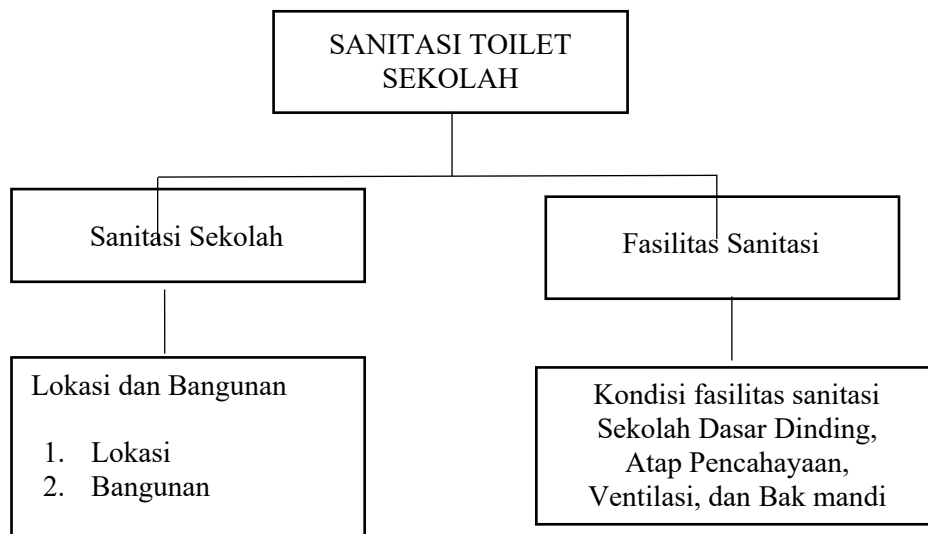 SANITASI TOILET
SEKOLAH
Sanitasi Sekolah
Fasilitas Sanitasi
Lokasi dan Bangunan
1. Lokasi
2. Bangunan
Kondisi fasilitas sanitasi
Sekolah Dasar Dinding,
Atap Pencahayaan,
Ventilasi, dan Bak mandi